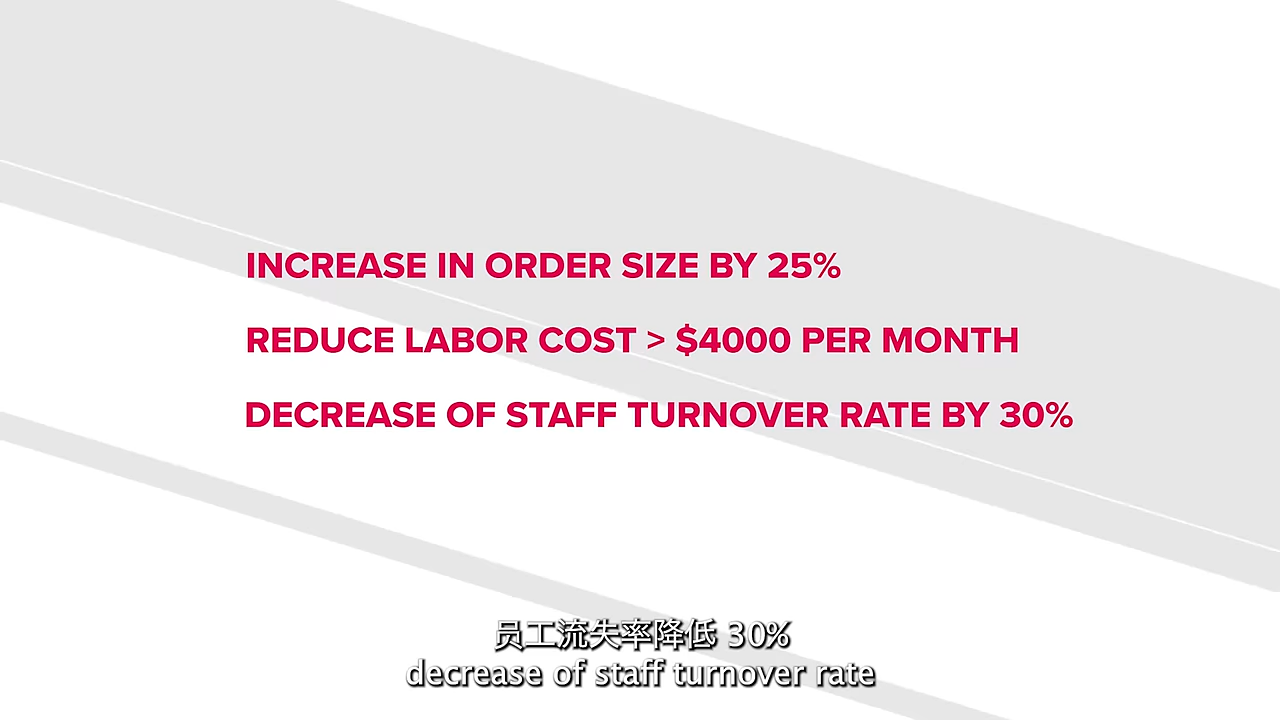 INCREASE IN ORDER SIZE BY 25%
REDUCE LABOR COST > $4000 PER MONTH
DECREASE OF STAFF TURNOVER RATE BY 30%
员工流失率降低 30%
decrease of staff turnover rate